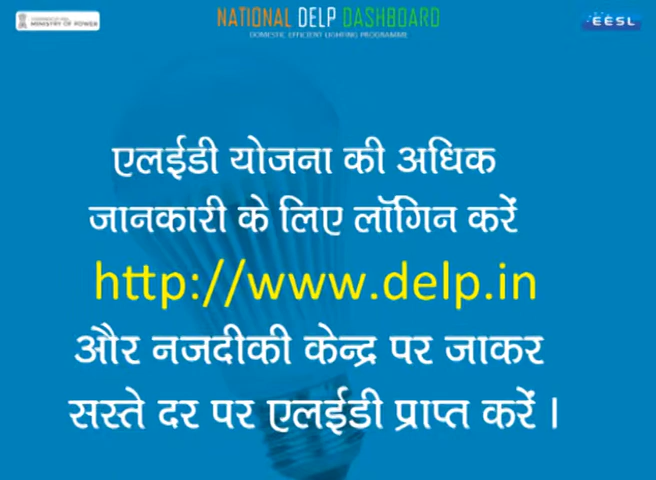 MINISTRY OF POWER
NATIONAL DELP DASHBOARD
EESL
DOMESTIC EFFICIENT LIGHTING PROGRAMME
एलईडी योजना की अधिक
जानकारी के लिए लॉगिन करें
http://www.delp.in
और नजदीकी केन्द्र पर जाकर
सस्ते दर पर एलईडी प्राप्त करें ।